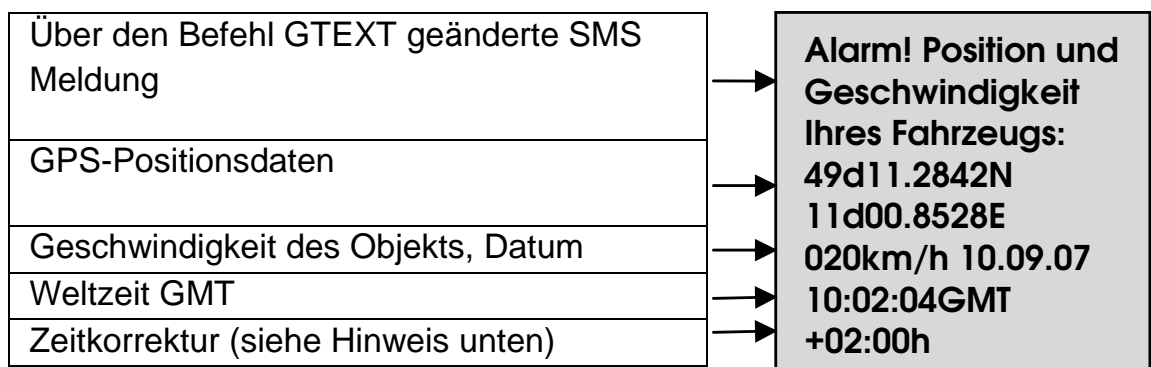 Über den Befehl GTEXT geänderte SMS
Meldung
GPS-Positionsdaten
Geschwindigkeit des Objekts, Datum
Weltzeit GMT
Zeitkorrektur (siehe Hinweis unten)
Alarm! Position und
Geschwindigkeit
Ihres Fahrzeugs:
49d11.2842N
11d00.8528E
020km/h 10.09.07
10:02:04GMT
+02:00h